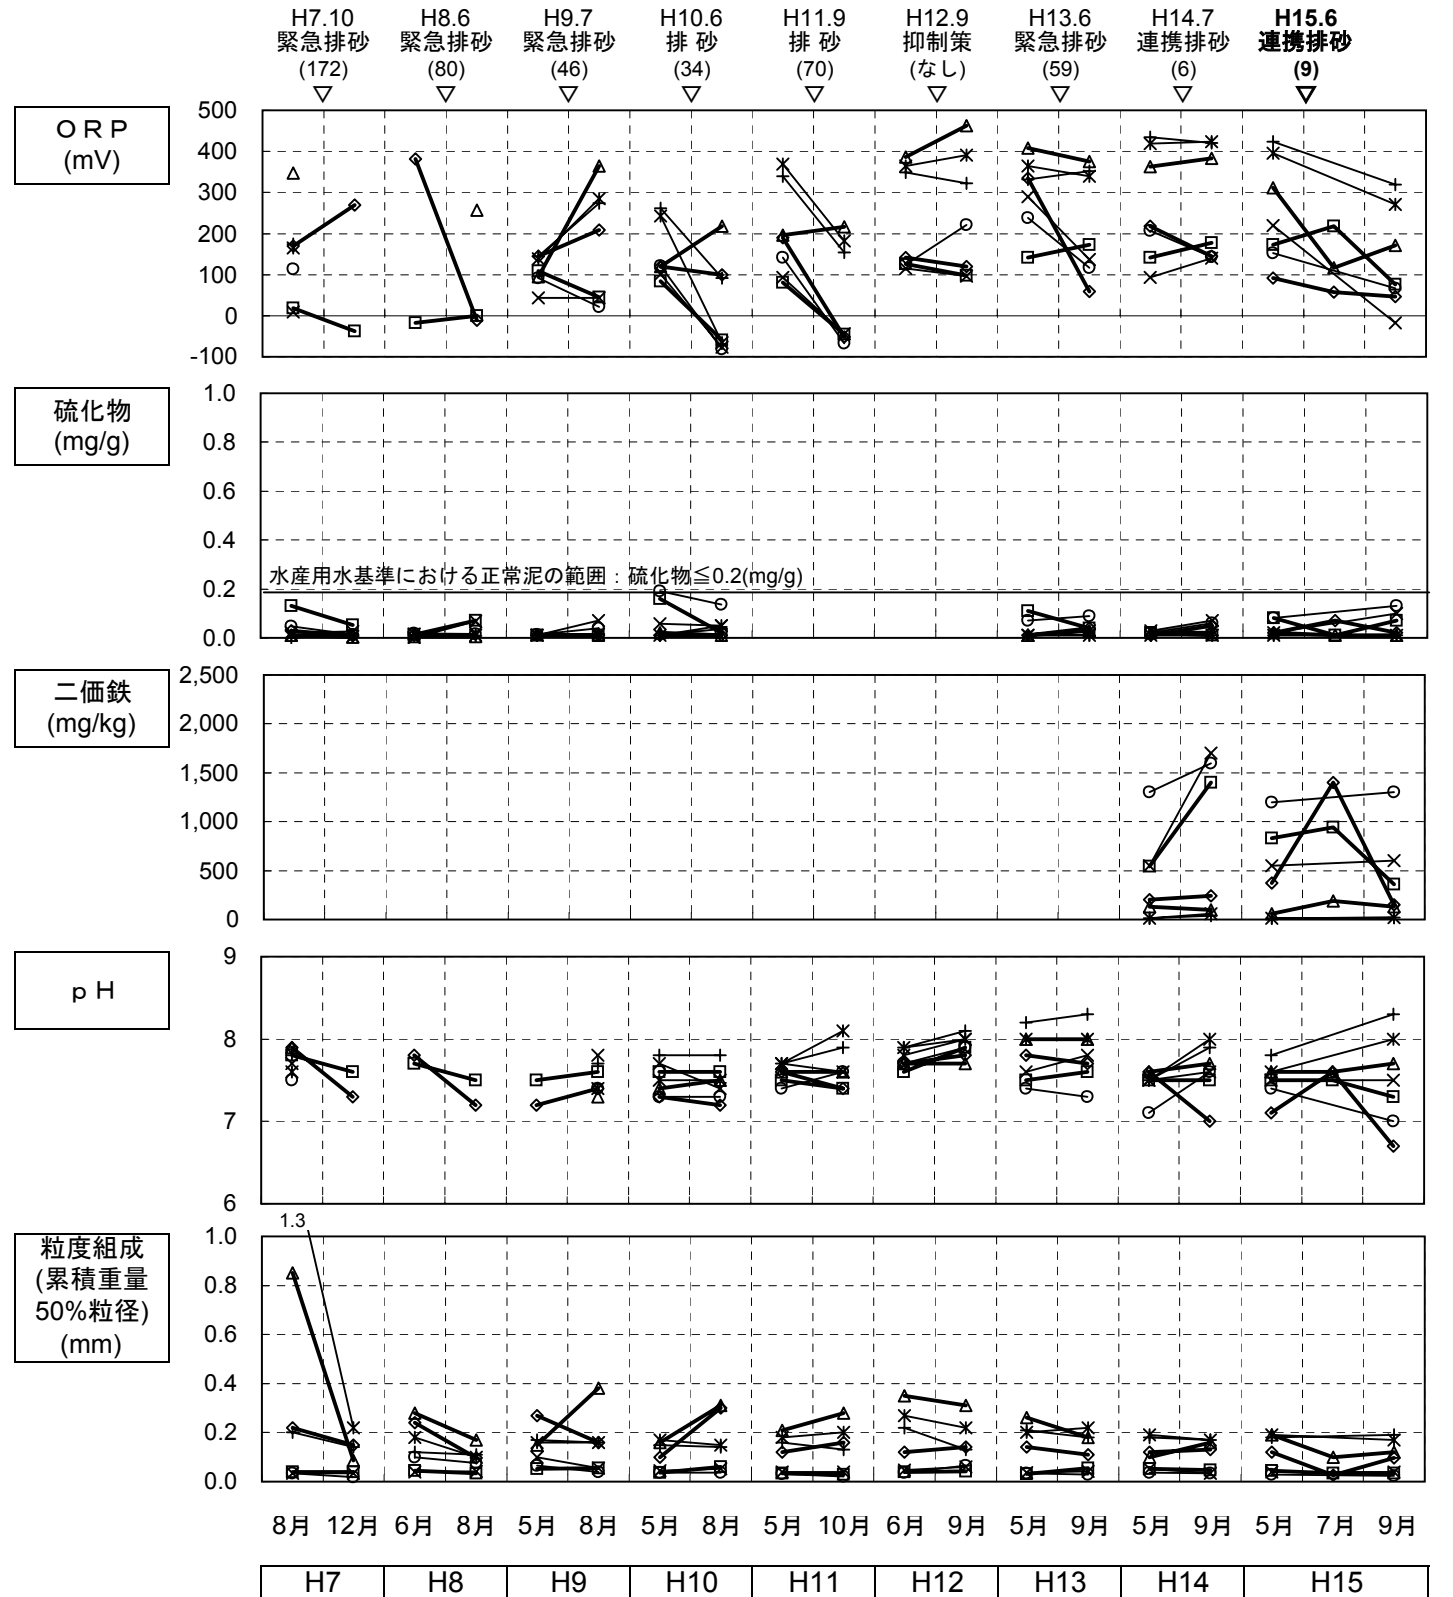 H7.10 H8.6 H9.7 H10.6 H11.9 H12.9 H13.6 H14.7 H15.6
緊急排砂 緊急排砂 緊急排砂 排 砂 排 砂 抑制策 緊急排砂 連携排砂 連携排砂
(172) (80) (46) (34) (70) (なし) (59) (6) (9)
ＯＲＰ
(mV)
500
400
300
200
100
0
-100
硫化物
(mg/g)
1.0
0.8
0.6
0.4
0.2
0.0
水産用水基準における正常泥の範囲：硫化物≦0.2(mg/g)
二価鉄
(mg/kg)
2,500
2,000
1,500
1,000
500
0
ｐＨ
9
8
7
6
粒度組成
(累積重量
50%粒径)
(mm)
1.3
1.0
0.8
0.6
0.4
0.2
0.0
8月 12月 6月 8月 5月 8月 5月 8月 5月 10月 6月 9月 5月 9月 5月 9月 5月 7月 9月
H7 H8 H9 H10 H11 H12 H13 H14 H15